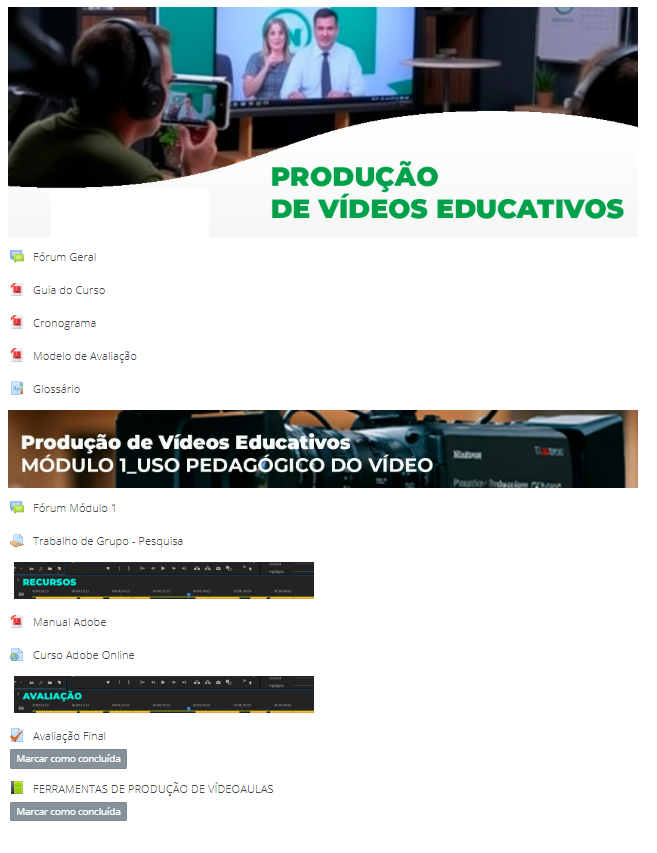 PRODUÇÃO
DE VÍDEOS EDUCATIVOS
Fórum Geral
Guia do Curso
Cronograma
Modelo de Avaliação
Glossário
Produção de Vídeos Educativos
MÓDULO 1_USO PEDAGÓGICO DO VÍDEO
Fórum Módulo 1
Trabalho de Grupo - Pesquisa
RECURSOS
Manual Adobe
Curso Adobe Online
AVALIAÇÃO
Avaliação Final
Marcar como concluída
FERRAMENTAS DE PRODUÇÃO DE VÍDEOAULAS
Marcar como concluída